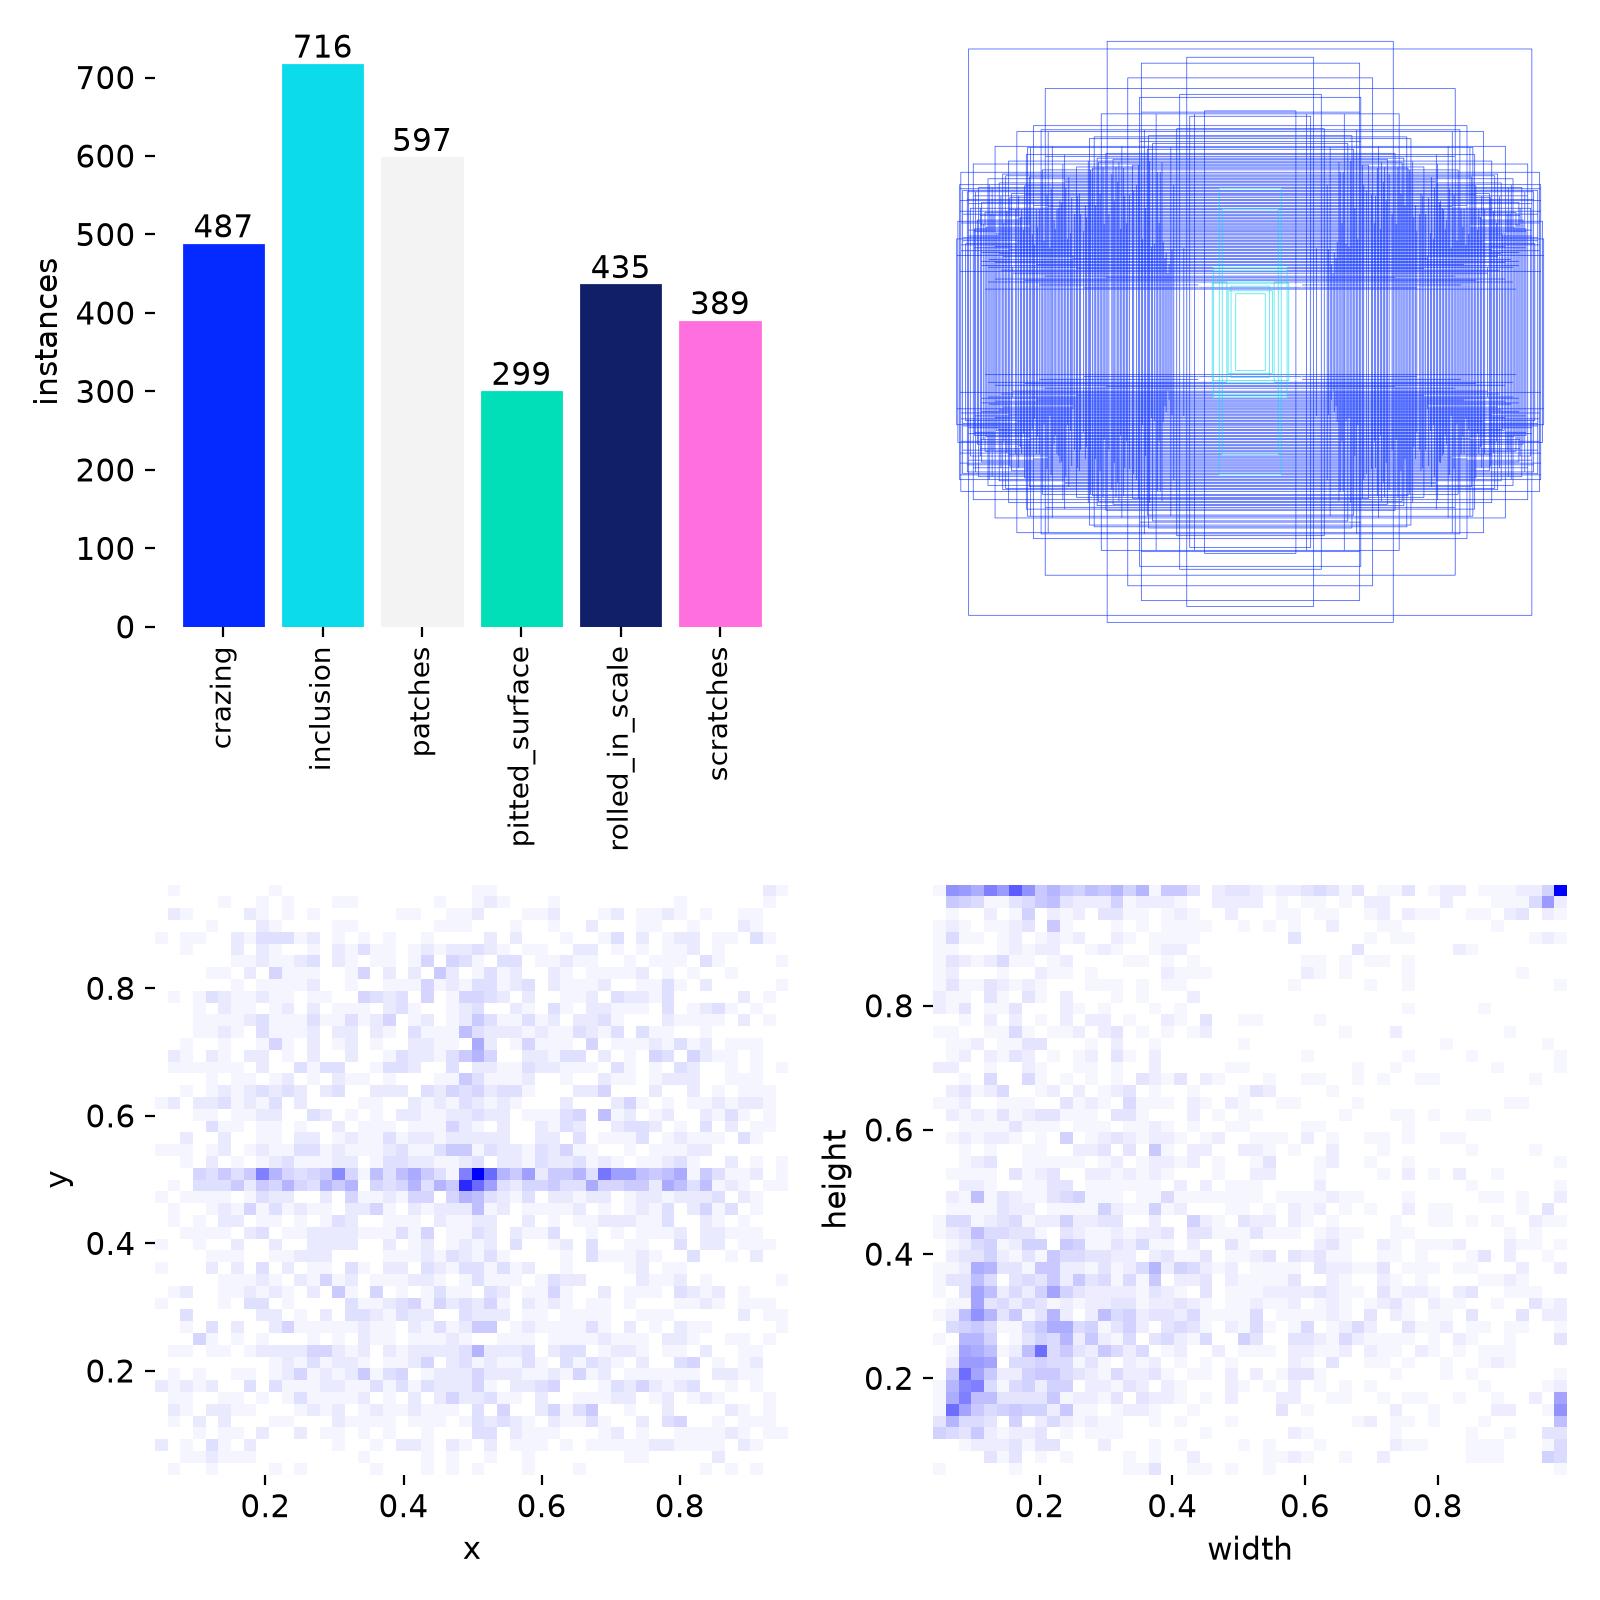 716
700
600
597
500
487
435
400
389
300
299
200
100
0
instances
crazing
inclusion
patches
pitted_surface
rolled_in_scale
scratches
0.8
0.6
0.4
0.2
y
0.2 0.4 0.6 0.8
x
0.8
0.6
0.4
0.2
height
0.2 0.4 0.6 0.8
width